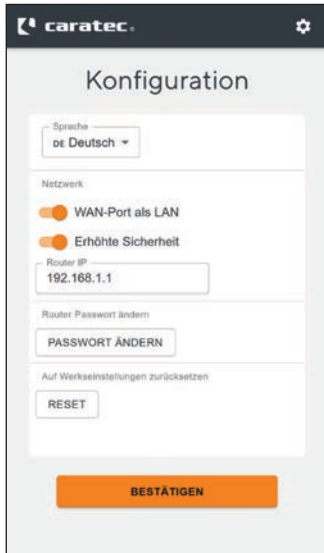 caratec.
Konfiguration
Sprache
DE Deutsch
Netzwerk
WAN-Port als LAN
Erhöhte Sicherheit
Router IP
192.168.1.1
Router Passwort ändern
PASSWORT ÄNDERN
Auf Werkseinstellungen zurücksetzen
RESET
BESTÄTIGEN